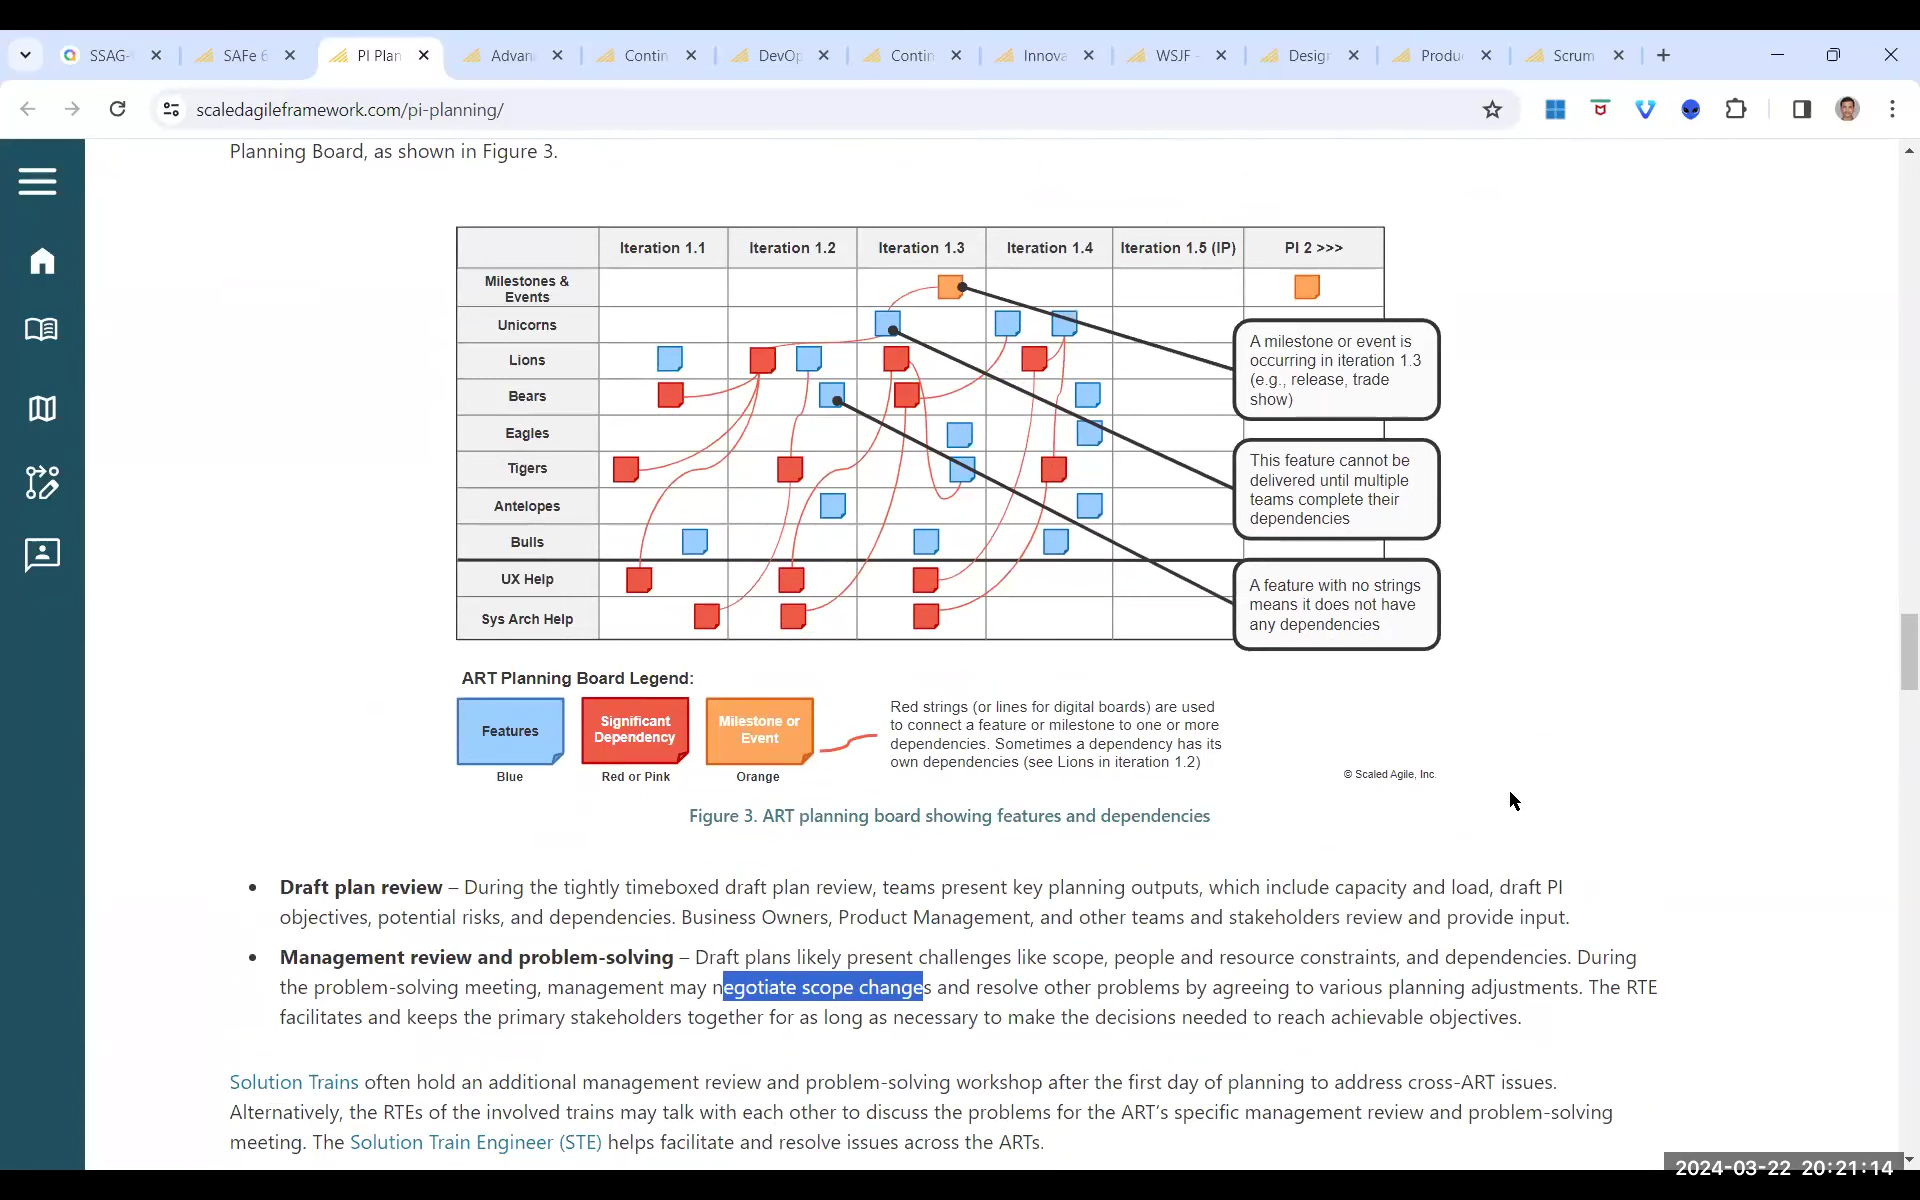 SSAG-
SAFe 6
PI Plan
Advan
Contin
DevOp
Contin
Innova
WSJF -
Design
Produc
Scrum
scaledagileframework.com/pi-planning/
Planning Board, as shown in Figure 3.
Iteration 1.1 Iteration 1.2 Iteration 1.3 Iteration 1.4 Iteration 1.5 (IP) PI 2 >>>
Milestones &
Events
Unicorns
Lions
Bears
Eagles
Tigers
Antelopes
Bulls
UX Help
Sys Arch Help
A milestone or event is
occurring in iteration 1.3
(e.g., release, trade
show)
This feature cannot be
delivered until multiple
teams complete their
dependencies
A feature with no strings
means it does not have
any dependencies
ART Planning Board Legend:
Features
Blue
Significant
Dependency
Red or Pink
Milestone or
Event
Orange
Red strings (or lines for digital boards) are used
to connect a feature or milestone to one or more
dependencies. Sometimes a dependency has its
own dependencies (see Lions in iteration 1.2)
© Scaled Agile, Inc.
Figure 3. ART planning board showing features and dependencies
• Draft plan review – During the tightly timeboxed draft plan review, teams present key planning outputs, which include capacity and load, draft PI
objectives, potential risks, and dependencies. Business Owners, Product Management, and other teams and stakeholders review and provide input.
• Management review and problem-solving – Draft plans likely present challenges like scope, people and resource constraints, and dependencies. During
the problem-solving meeting, management may negotiate scope changes and resolve other problems by agreeing to various planning adjustments. The RTE
facilitates and keeps the primary stakeholders together for as long as necessary to make the decisions needed to reach achievable objectives.
Solution Trains often hold an additional management review and problem-solving workshop after the first day of planning to address cross-ART issues.
Alternatively, the RTEs of the involved trains may talk with each other to discuss the problems for the ART's specific management review and problem-solving
meeting. The Solution Train Engineer (STE) helps facilitate and resolve issues across the ARTs.
2024-03-22 20:21:14